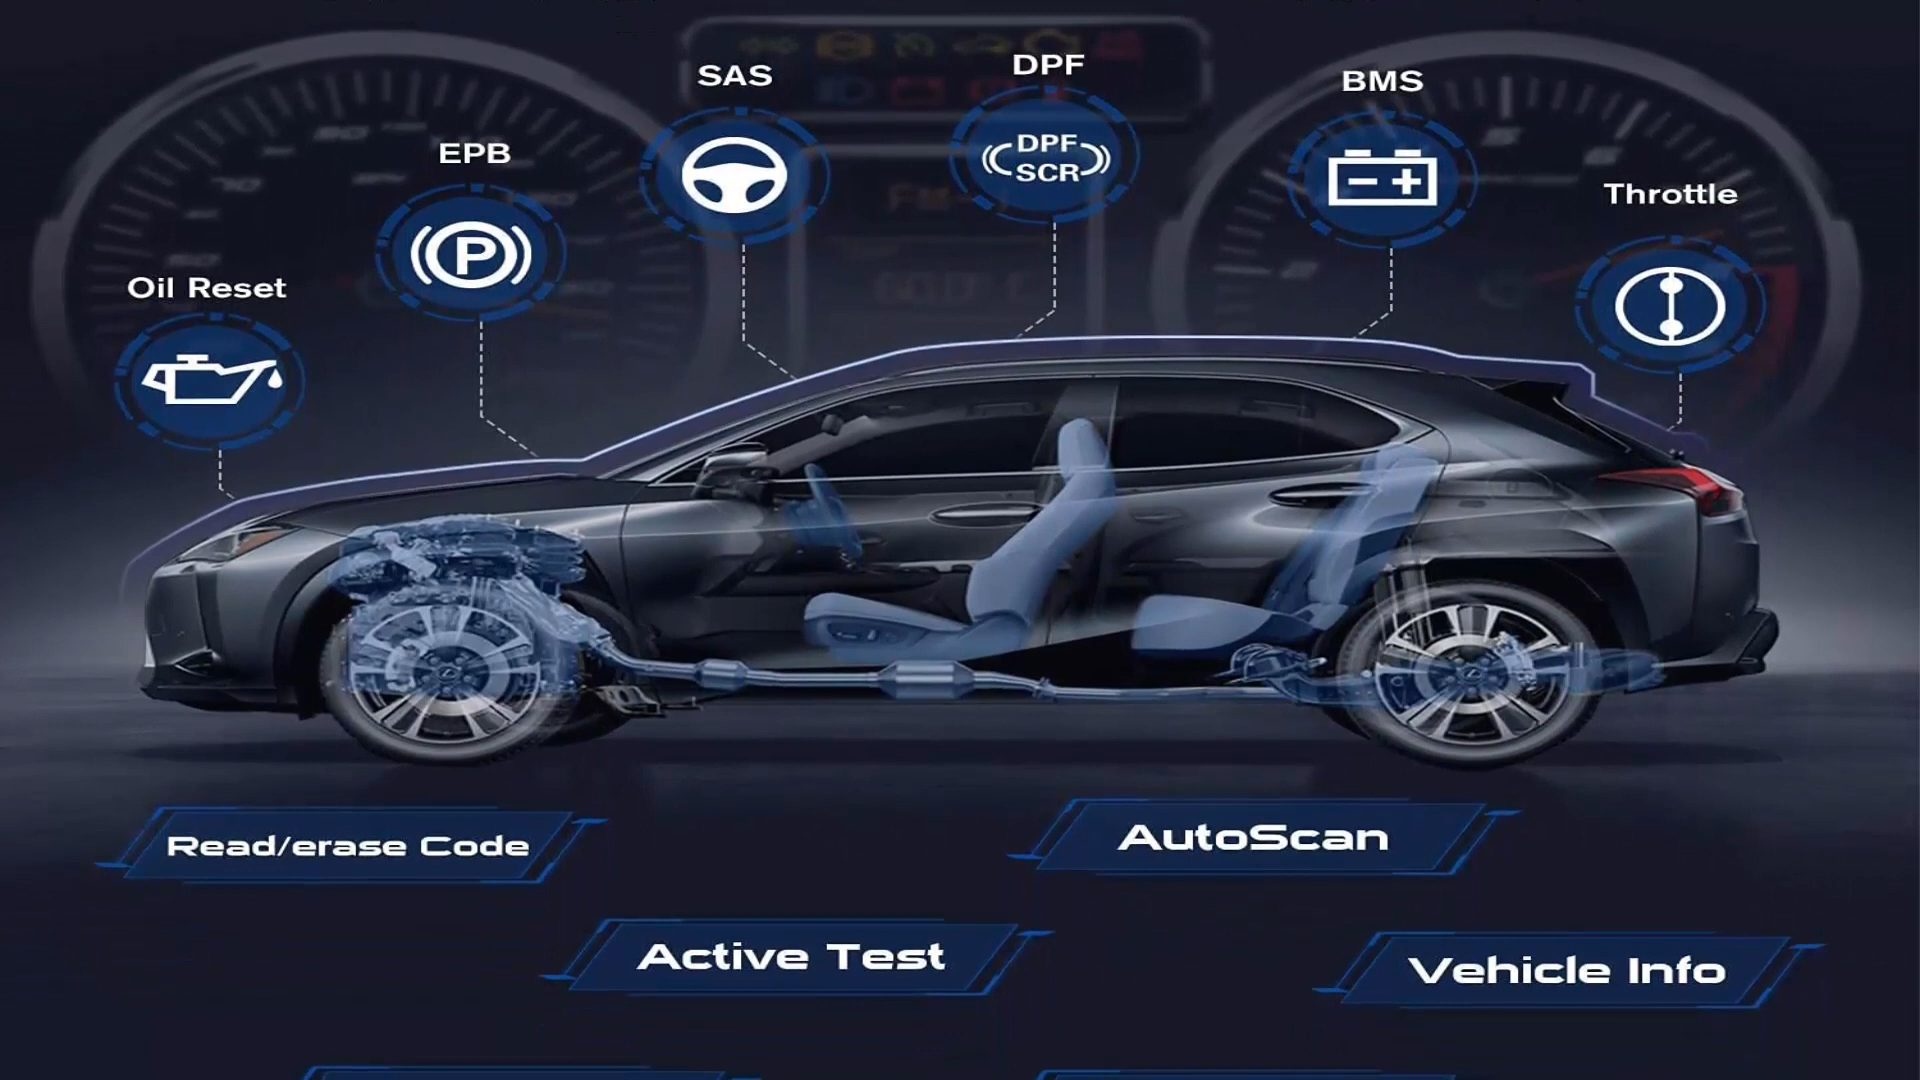 SAS
DPF
BMS
EPB
DPF
SCR
Throttle
P
Oil Reset
Read/erase Code
AutoScan
Active Test
Vehicle Info